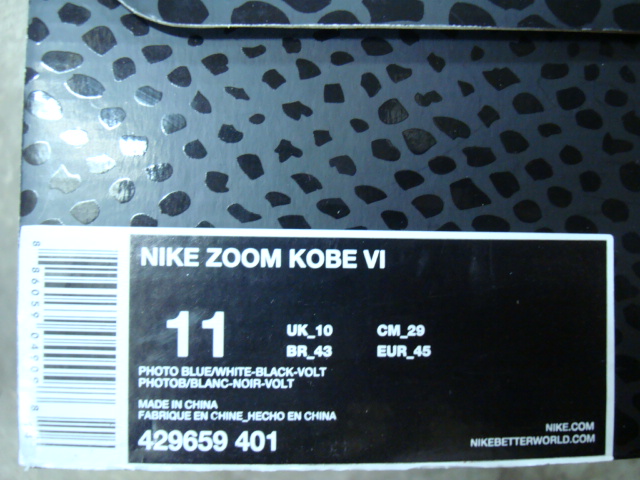 NIKE ZOOM KOBE VI
11
UK_10 CM_29
BR_43 EUR_45
PHOTO BLUE/WHITE-BLACK-VOLT
PHOTOB/BLANC-NOIR-VOLT
MADE IN CHINA
FABRIQUE EN CHINE_HECHO EN CHINA
429659 401
NIKE.COM
NIKEBETTERWORLD.COM